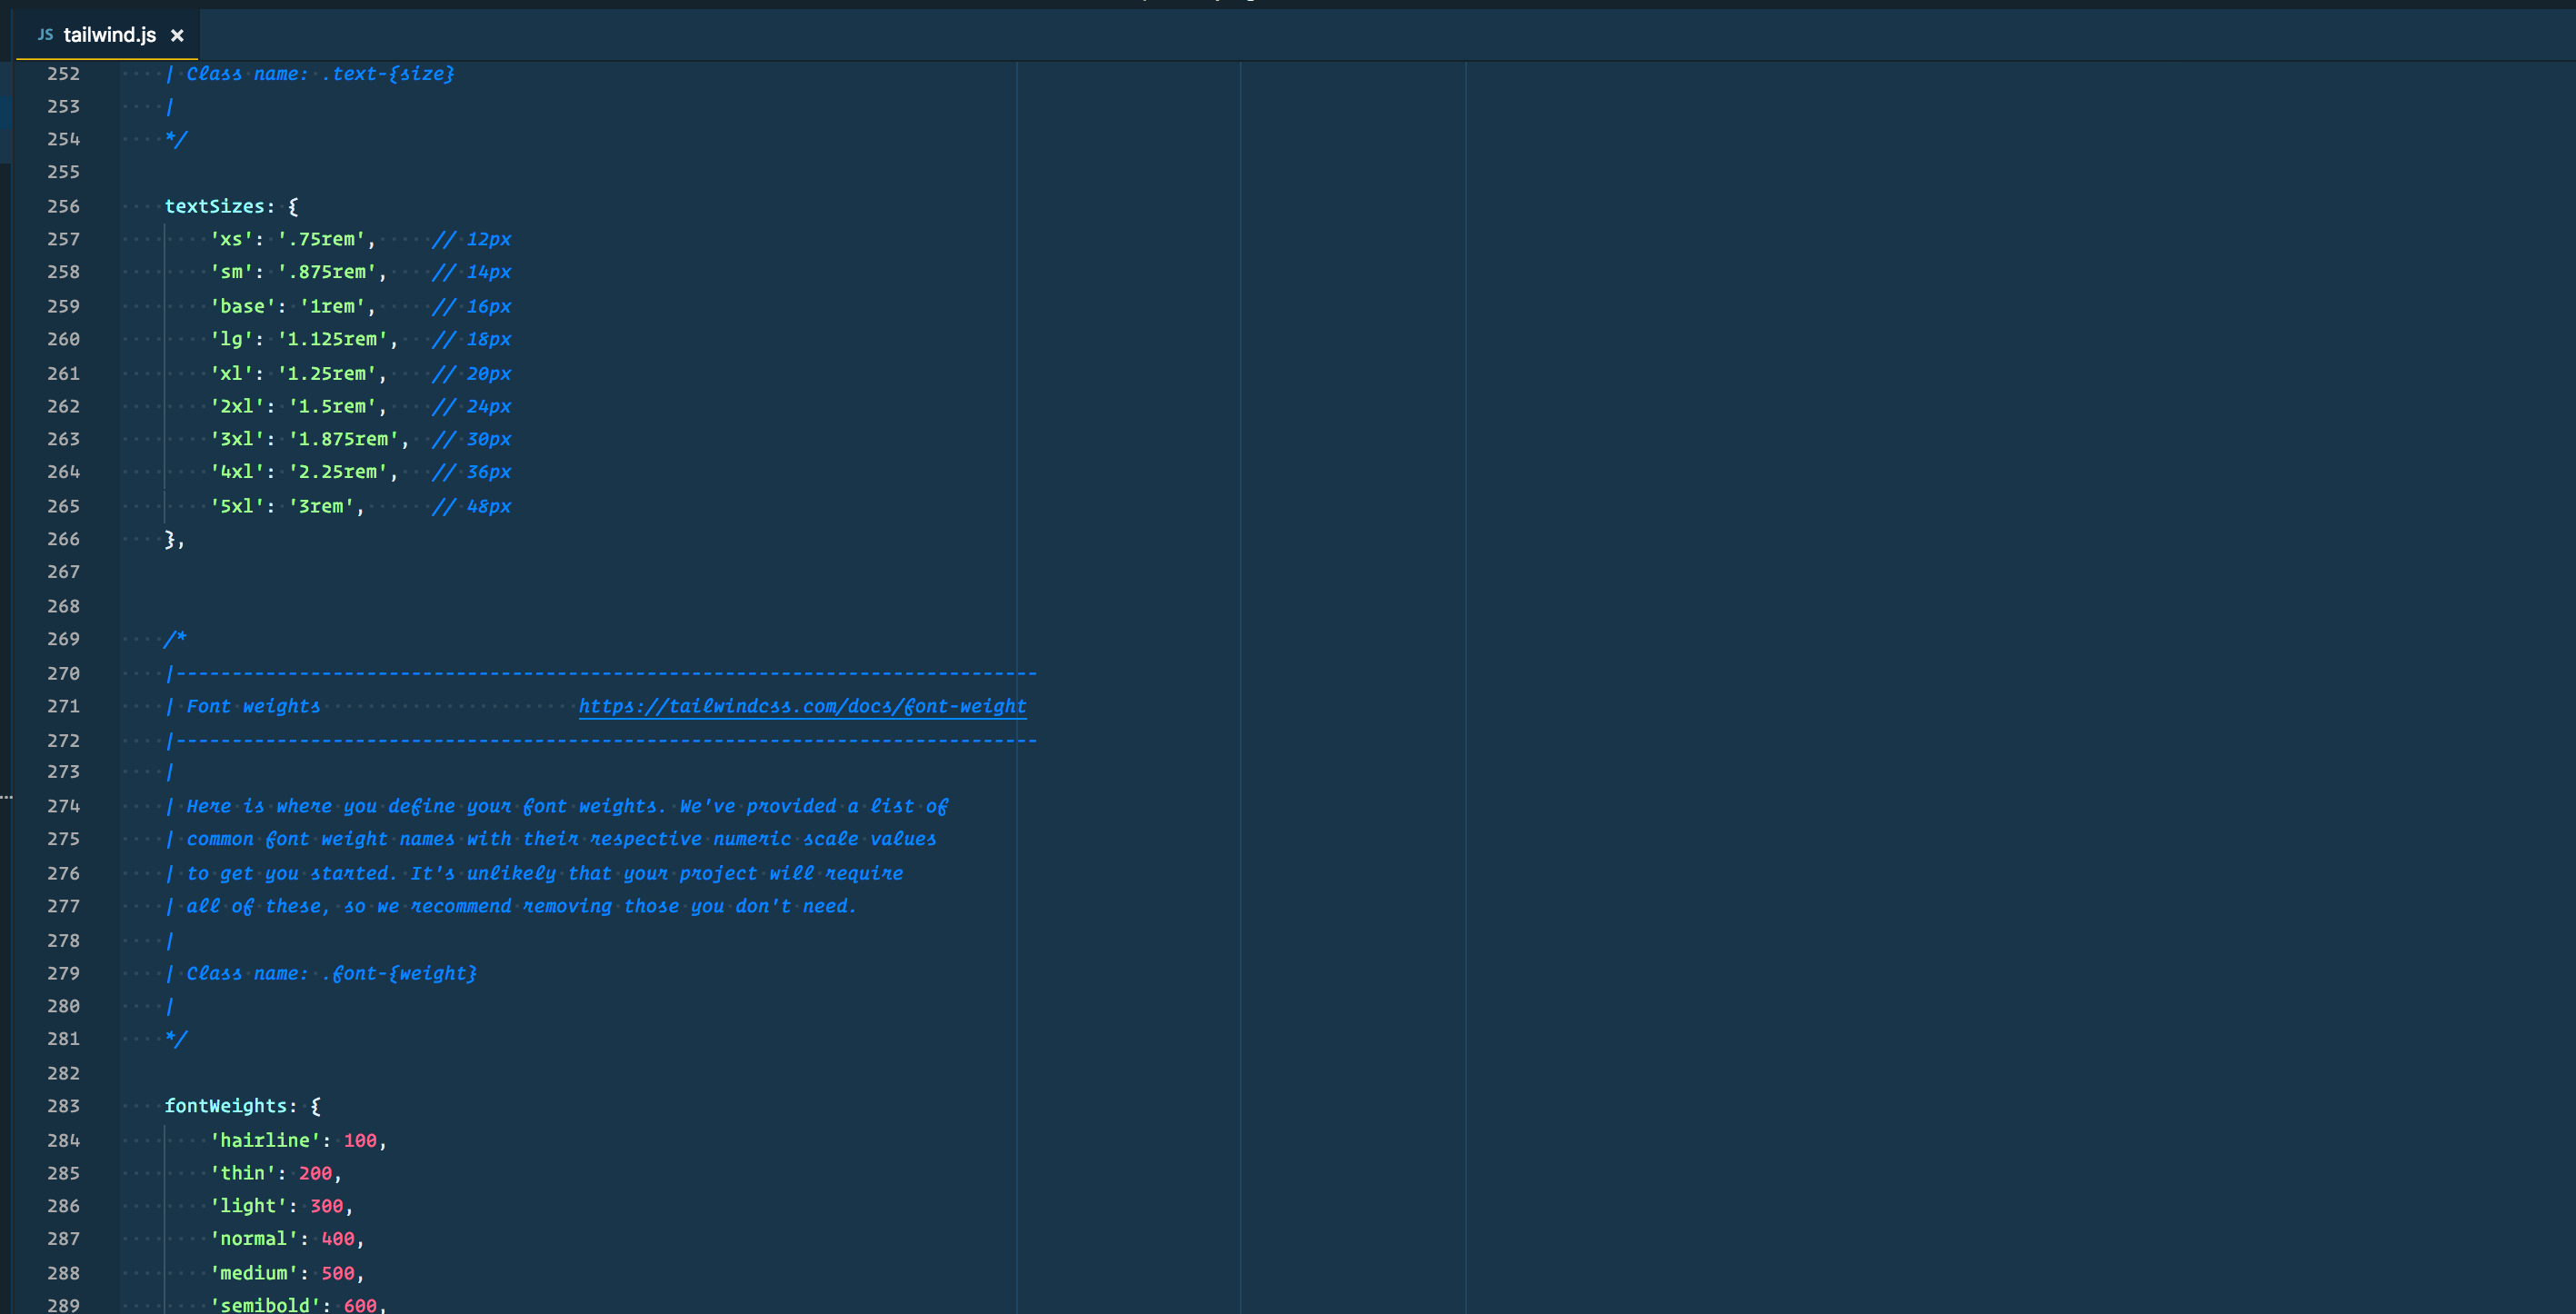 JS tailwind.js ×
252 | Class name: .text-{size}
253 |
254 */
255
256 textSizes: {
257 'xs': '.75rem', // 12px
258 'sm': '.875rem', // 14px
259 'base': '1rem', // 16px
260 'lg': '1.125rem', // 18px
261 'xl': '1.25rem', // 20px
262 '2xl': '1.5rem', // 24px
263 '3xl': '1.875rem', // 30px
264 '4xl': '2.25rem', // 36px
265 '5xl': '3rem', // 48px
266 },
267
268
269 /*
270 |-----------------------------------------------------------------------------
271 | Font weights https://tailwindcss.com/docs/font-weight
272 |-----------------------------------------------------------------------------
273 |
274 | Here is where you define your font weights. We've provided a list of
275 | common font weight names with their respective numeric scale values
276 | to get you started. It's unlikely that your project will require
277 | all of these, so we recommend removing those you don't need.
278 |
279 | Class name: .font-{weight}
280 |
281 */
282
283 fontWeights: {
284 'hairline': 100,
285 'thin': 200,
286 'light': 300,
287 'normal': 400,
288 'medium': 500,
289 'semibold': 600,